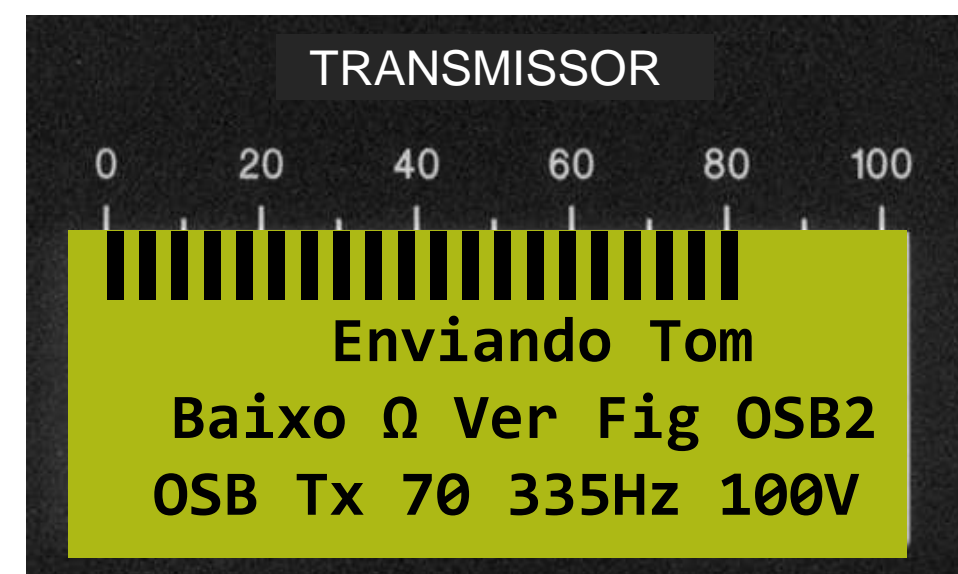 TRANSMISSOR
0 20 40 60 80 100
Enviando Tom
Baixo Ω Ver Fig OSB2
OSB Tx 70 335Hz 100V